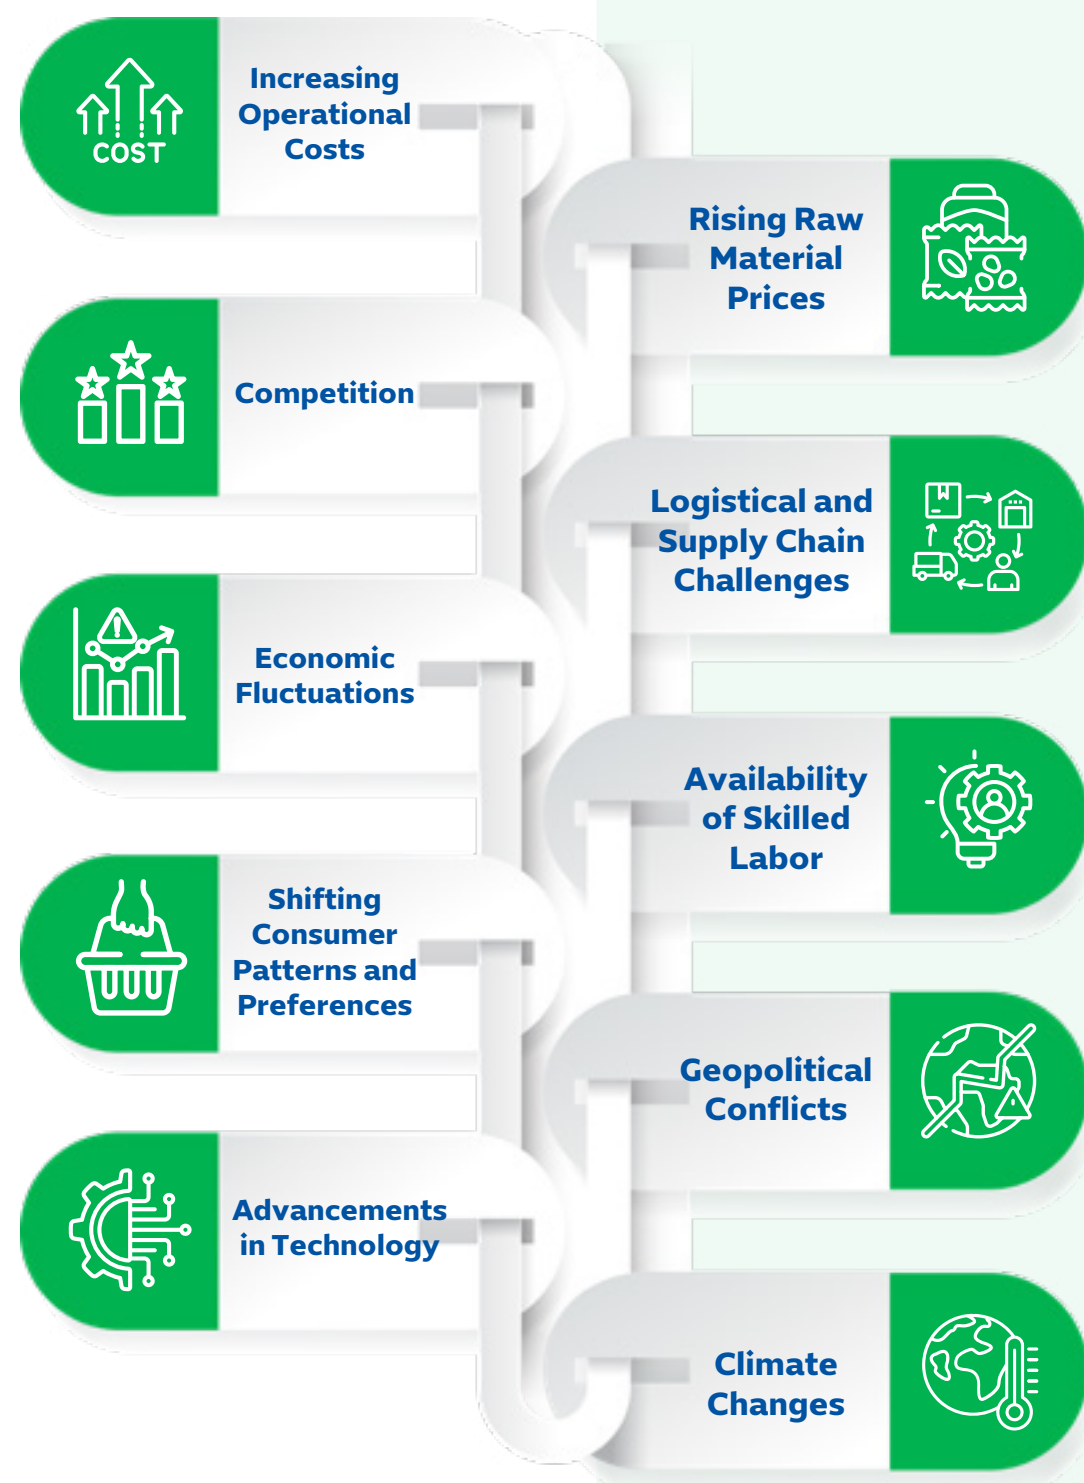 COST
Increasing
Operational
Costs
Rising Raw
Material
Prices
Competition
Logistical and
Supply Chain
Challenges
Economic
Fluctuations
Availability
of Skilled
Labor
Shifting
Consumer
Patterns and
Preferences
Geopolitical
Conflicts
Advancements
in Technology
Climate
Changes